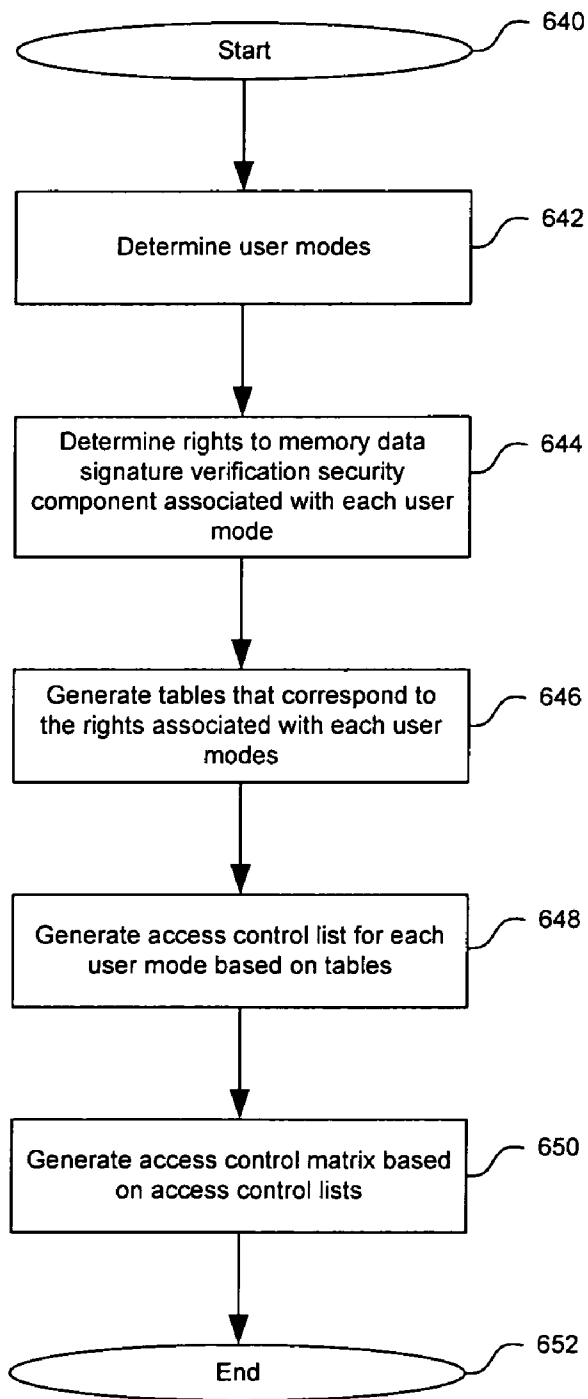 Start
640
Determine user modes
642
Determine rights to memory data
signature verification security
component associated with each user
mode
644
Generate tables that correspond to
the rights associated with each user
modes
646
Generate access control list for each
user mode based on tables
648
Generate access control matrix based
on access control lists
650
End
652